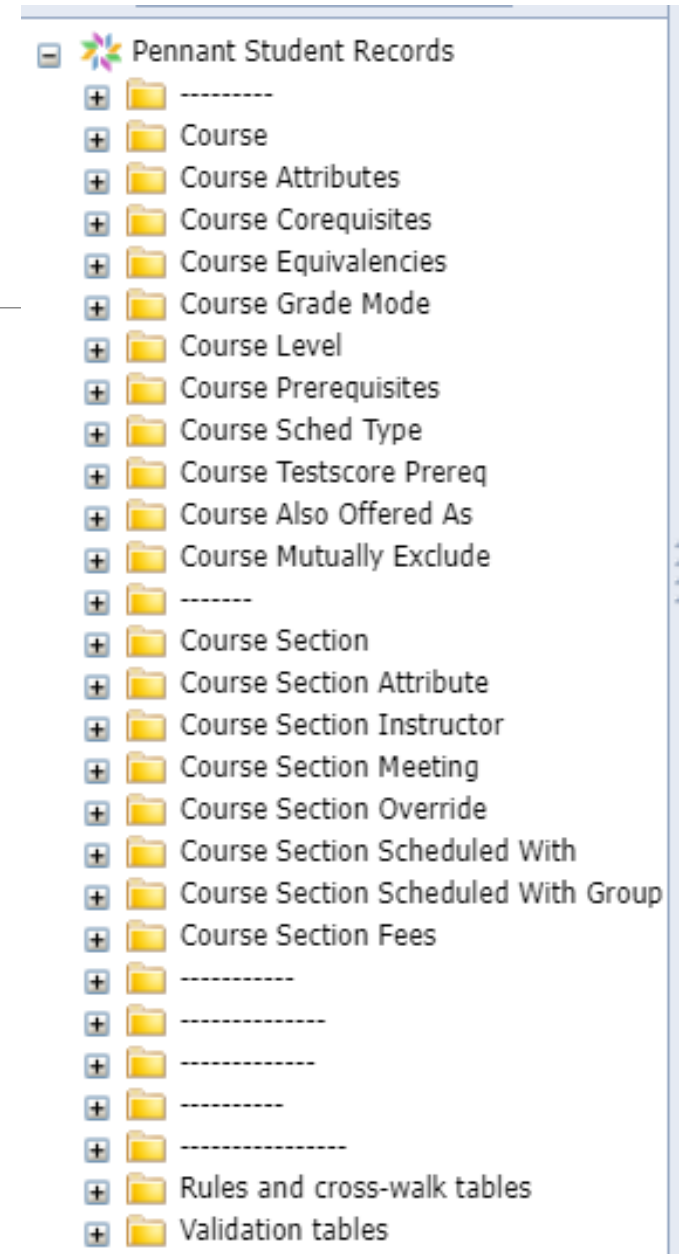 Pennant Student Records
---------
Course
Course Attributes
Course Corequisites
Course Equivalencies
Course Grade Mode
Course Level
Course Prerequisites
Course Sched Type
Course Testscore Prereq
Course Also Offered As
Course Mutually Exclude
-------
Course Section
Course Section Attribute
Course Section Instructor
Course Section Meeting
Course Section Override
Course Section Scheduled With
Course Section Scheduled With Group
Course Section Fees
-----------
--------------
-------------
----------
----------------
Rules and cross-walk tables
Validation tables